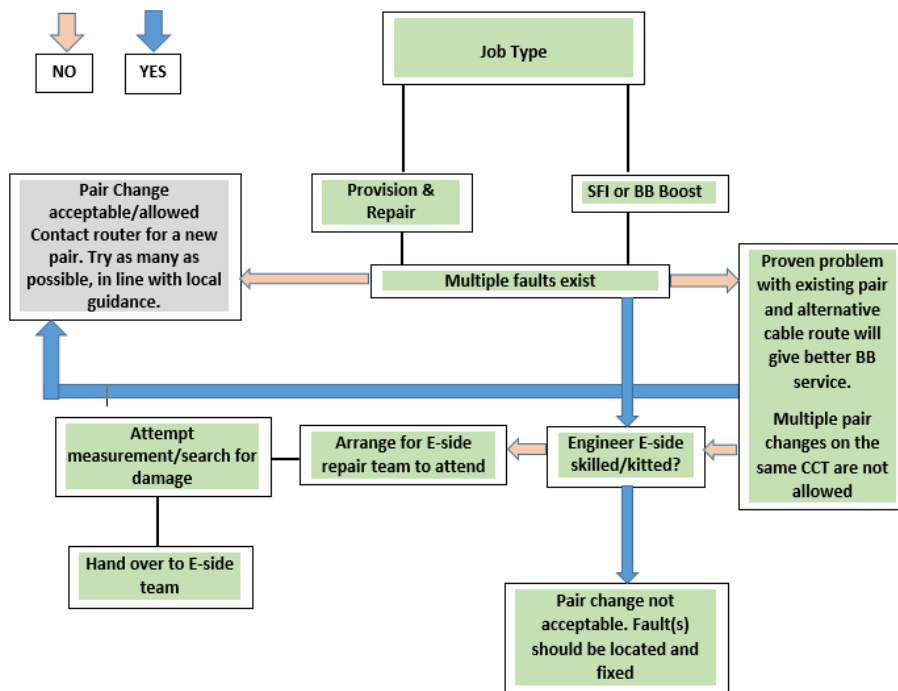 NO
YES
Job Type
Provision &
Repair
SFI or BB Boost
Pair Change
acceptable/allowed
Contact router for a new
pair. Try as many as
possible, in line with local
guidance.
Multiple faults exist
Proven problem
with existing pair
and alternative
cable route will
give better BB
service.
Multiple pair
changes on the
same CCT are not
allowed
Attempt
measurement/search for
damage
Arrange for E-side
repair team to attend
Engineer E-side
skilled/kitted?
Hand over to E-side
team
Pair change not
acceptable. Fault(s)
should be located and
fixed